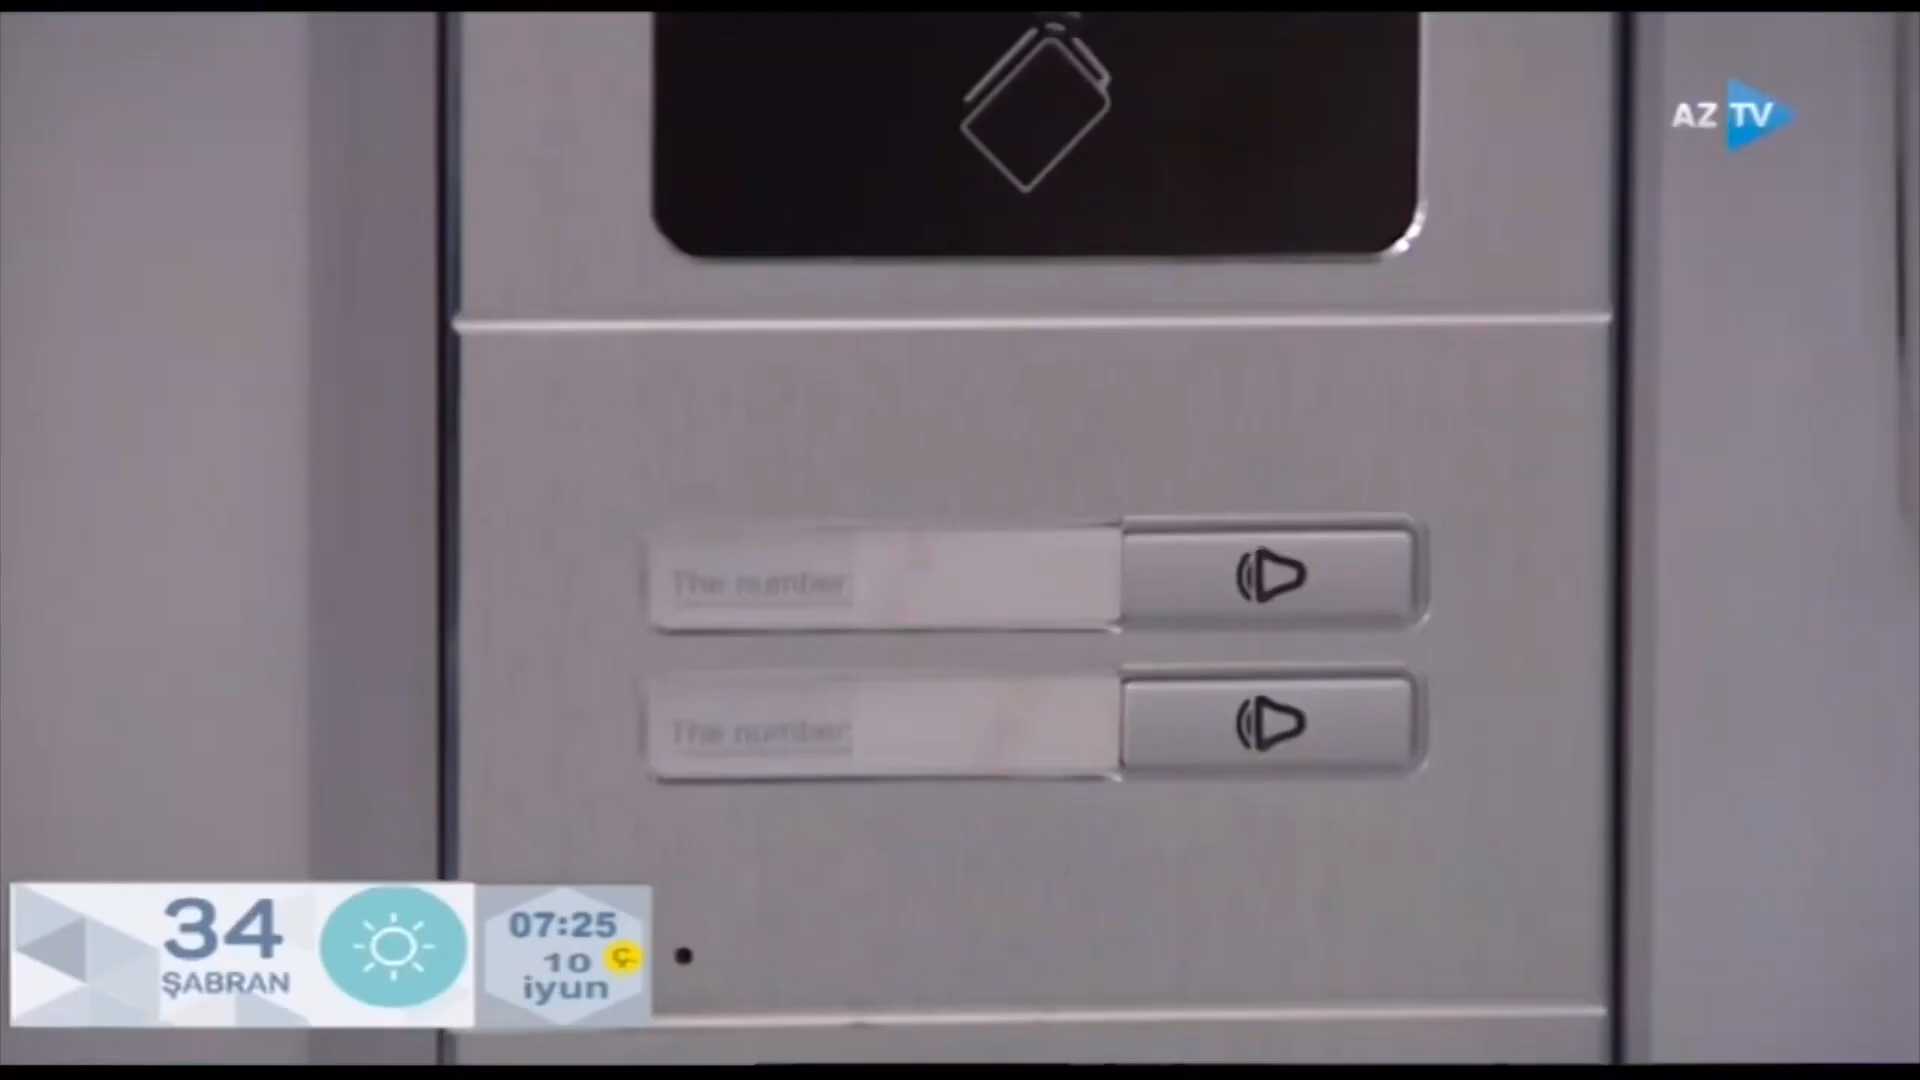 AZ TV
The number
The number
34
ŞABRAN
07:25
10 Ç.
iyun